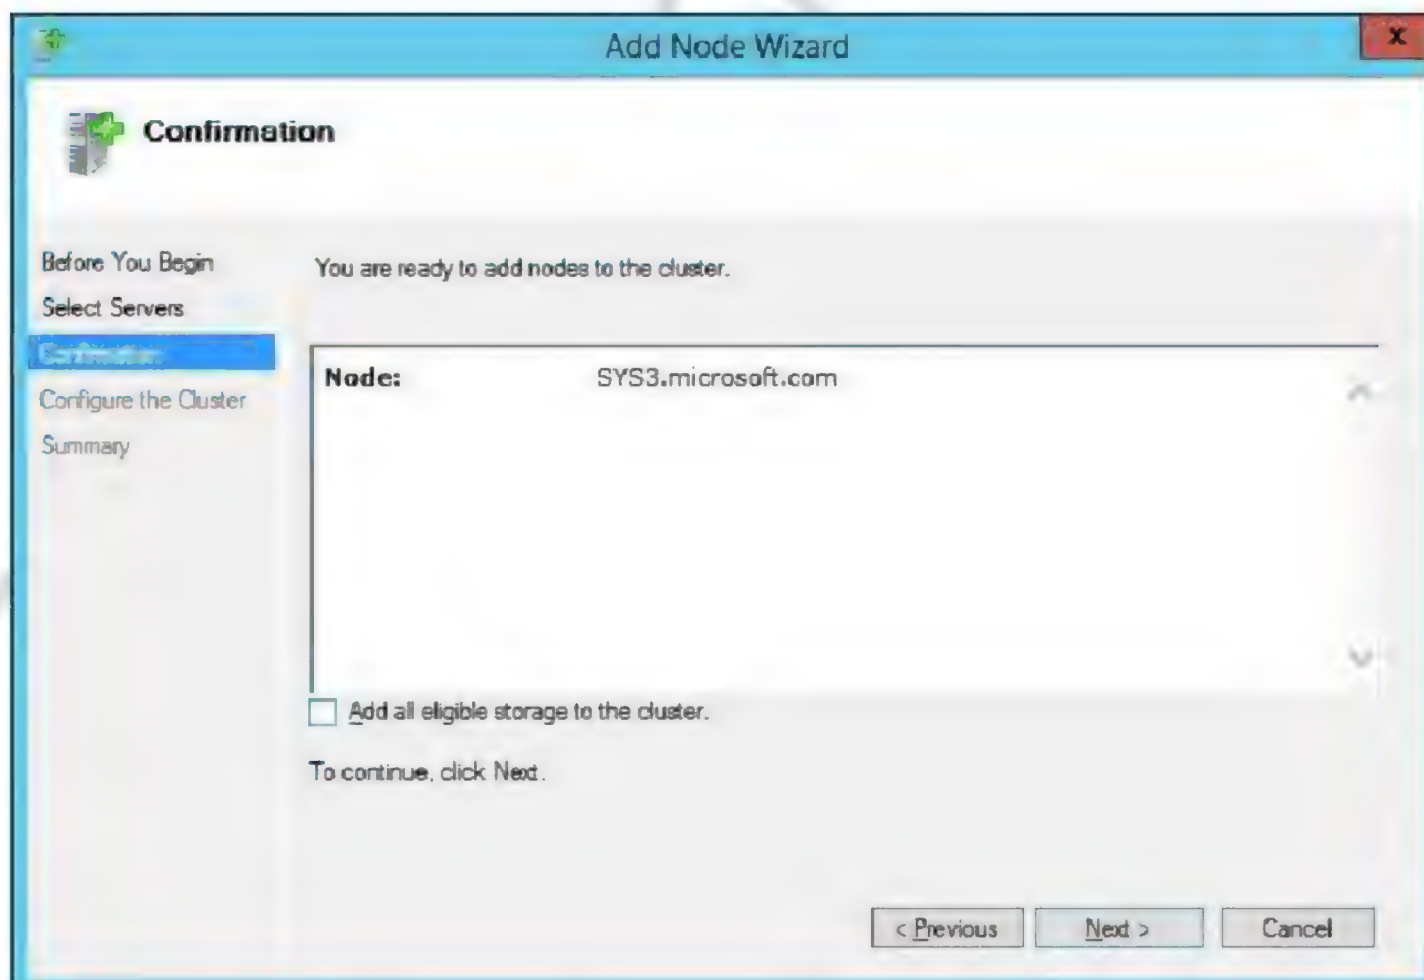 Add Node Wizard
x
Confirmation
Before You Begin
Select Servers
Confirmation
Configure the Cluster
Summary
You are ready to add nodes to the cluster.
Node: SYS3.microsoft.com
Add all eligible storage to the cluster.
To continue, click Next.
< Previous
Next >
Cancel